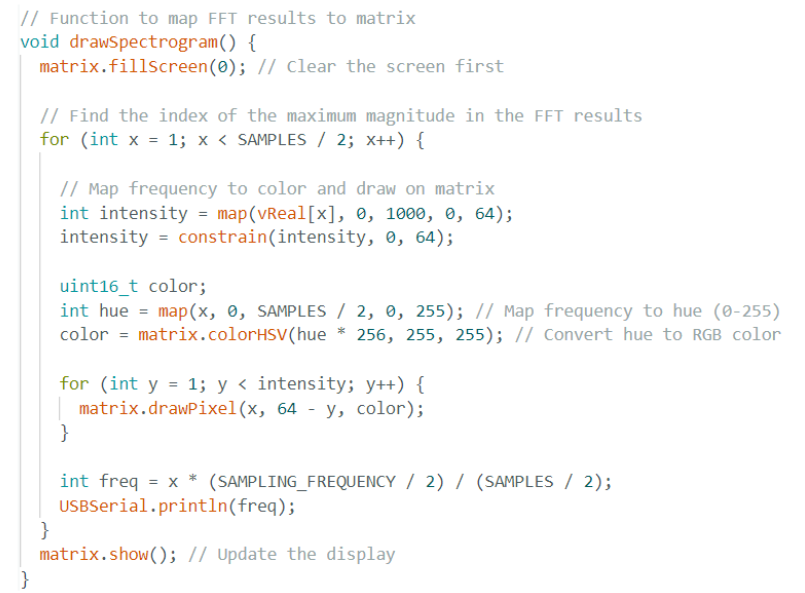 // Function to map FFT results to matrix
void drawSpectrogram() {
  matrix.fillScreen(0); // Clear the screen first

  // Find the index of the maximum magnitude in the FFT results
  for (int x = 1; x < SAMPLES / 2; x++) {

    // Map frequency to color and draw on matrix
    int intensity = map(vReal[x], 0, 1000, 0, 64);
    intensity = constrain(intensity, 0, 64);

    uint16_t color;
    int hue = map(x, 0, SAMPLES / 2, 0, 255); // Map frequency to hue (0-255)
    color = matrix.colorHSV(hue * 256, 255, 255); // Convert hue to RGB color

    for (int y = 1; y < intensity; y++) {
      matrix.drawPixel(x, 64 - y, color);
    }

    int freq = x * (SAMPLING_FREQUENCY / 2) / (SAMPLES / 2);
    USBSerial.println(freq);
  }
  matrix.show(); // Update the display
}